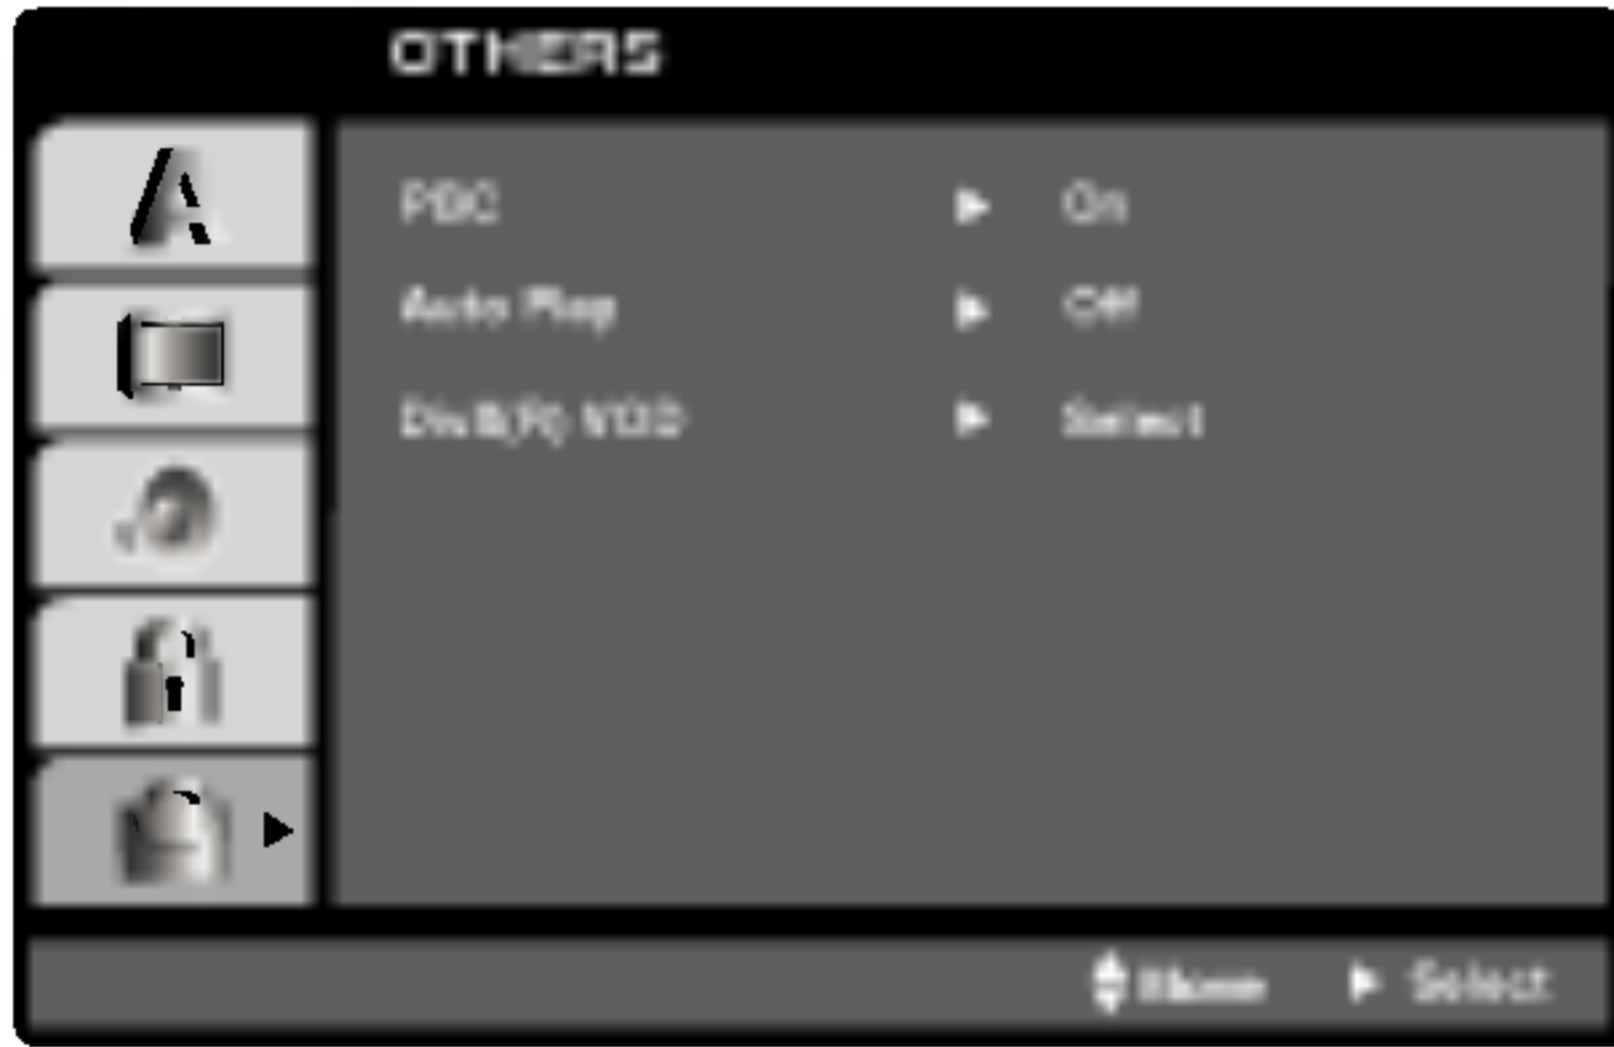 OTHERS
PBC ► On
Auto Play ► Off
DivX(R) VOD ► Select
Move ► Select